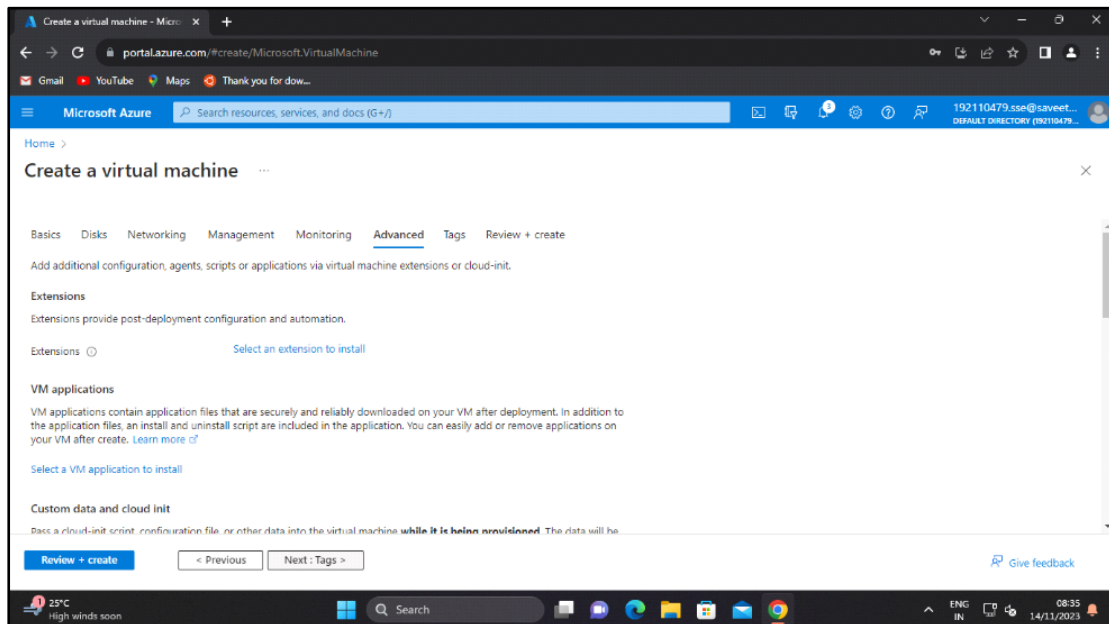 Create a virtual machine - Micro
portal.azure.com/#create/Microsoft.VirtualMachine
Gmail YouTube Maps Thank you for dow...
Microsoft Azure Search resources, services, and docs (G+/) 3 192110479.sse@saveet...
DEFAULT DIRECTORY (192110479...
Home >
Create a virtual machine ...
Basics Disks Networking Management Monitoring Advanced Tags Review + create
Add additional configuration, agents, scripts or applications via virtual machine extensions or cloud-init.
Extensions
Extensions provide post-deployment configuration and automation.
Extensions Select an extension to install
VM applications
VM applications contain application files that are securely and reliably downloaded on your VM after deployment. In addition to
the application files, an install and uninstall script are included in the application. You can easily add or remove applications on
your VM after create. Learn more
Select a VM application to install
Custom data and cloud init
Pass a cloud-init script, configuration file, or other data into the virtual machine while it is being provisioned. The data will be
Review + create < Previous Next : Tags > Give feedback
1 25°C
High winds soon
Search
ENG
IN
08:35
14/11/2023